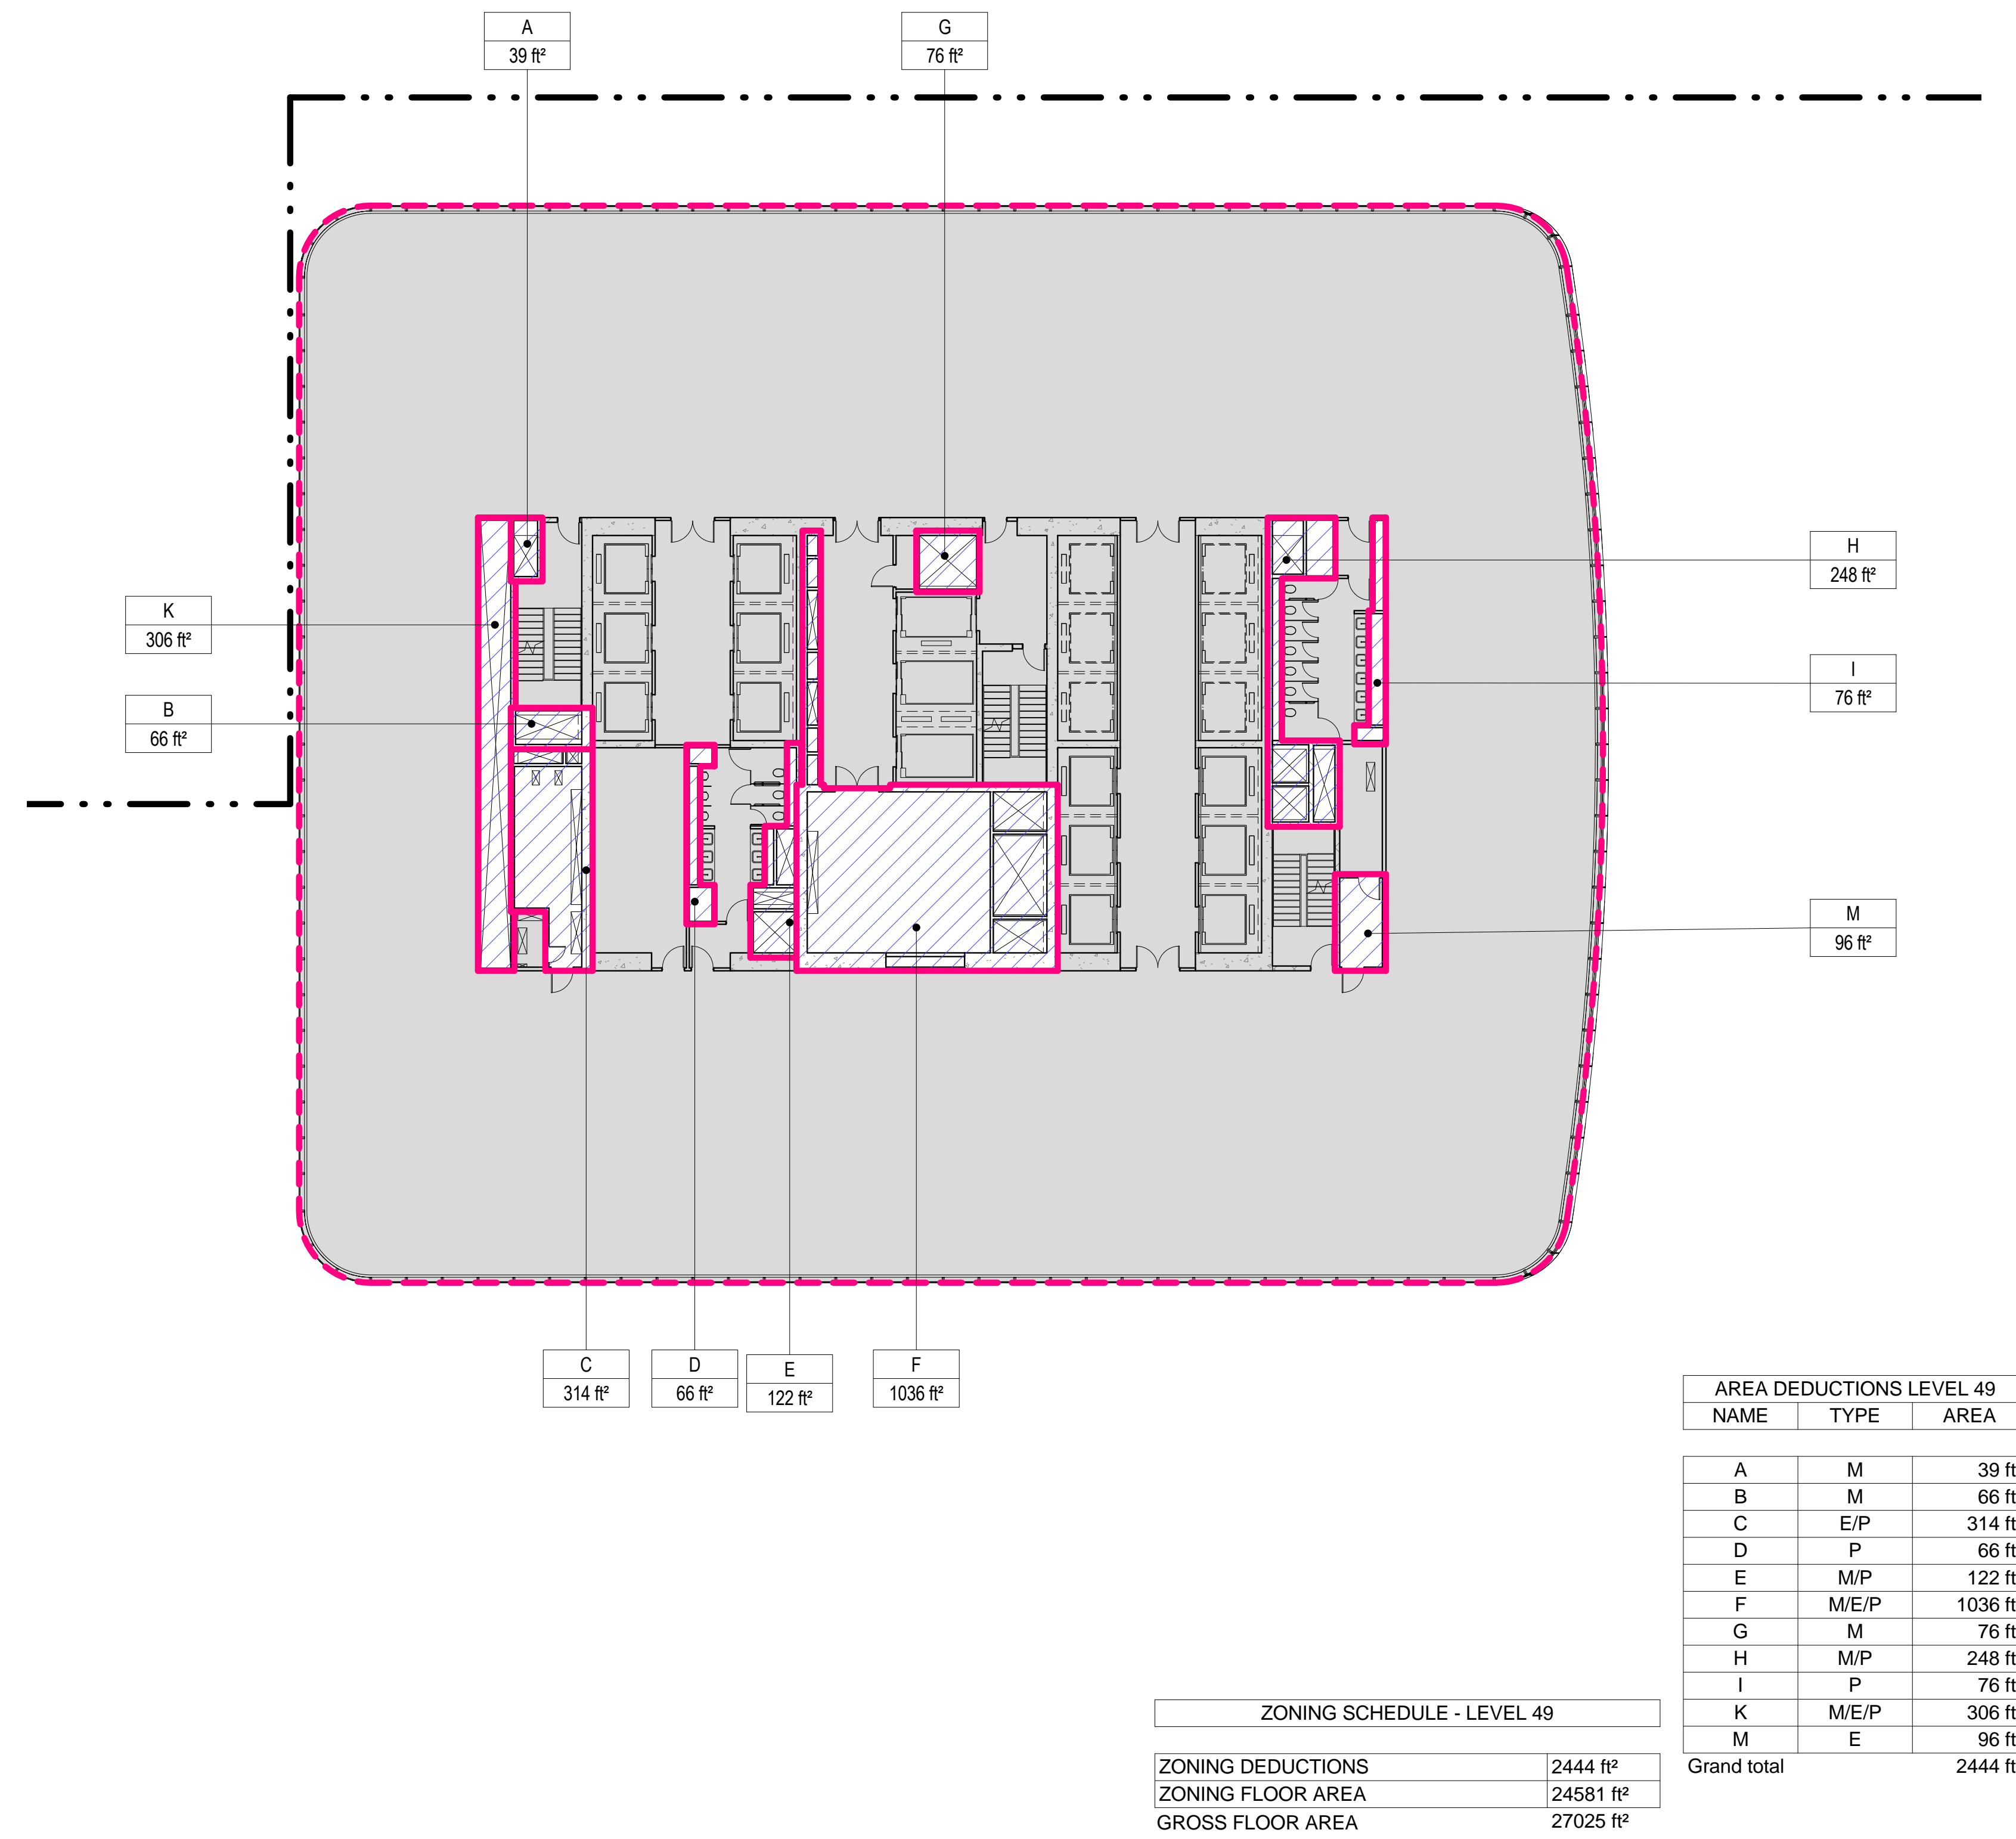 A
39 ft²
G
76 ft²
H
248 ft²
K
306 ft²
I
76 ft²
B
66 ft²
M
96 ft²
C
314 ft²
D
66 ft²
E
122 ft²
F
1036 ft²
AREA DEDUCTIONS LEVEL 49
NAME TYPE AREA
A M 39 ft
B M 66 ft
C E/P 314 ft
D P 66 ft
E M/P 122 ft
F M/E/P 1036 ft
G M 76 ft
H M/P 248 ft
I P 76 ft
K M/E/P 306 ft
M E 96 ft
Grand total 2444 ft
ZONING SCHEDULE - LEVEL 49
ZONING DEDUCTIONS 2444 ft²
ZONING FLOOR AREA 24581 ft²
GROSS FLOOR AREA 27025 ft²